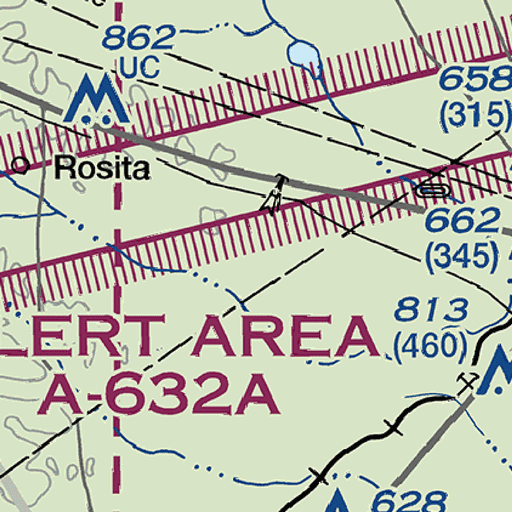 862
UC
658
(315)
Rosita
662
(345)
813
(460)
LERT AREA
A-632A
628